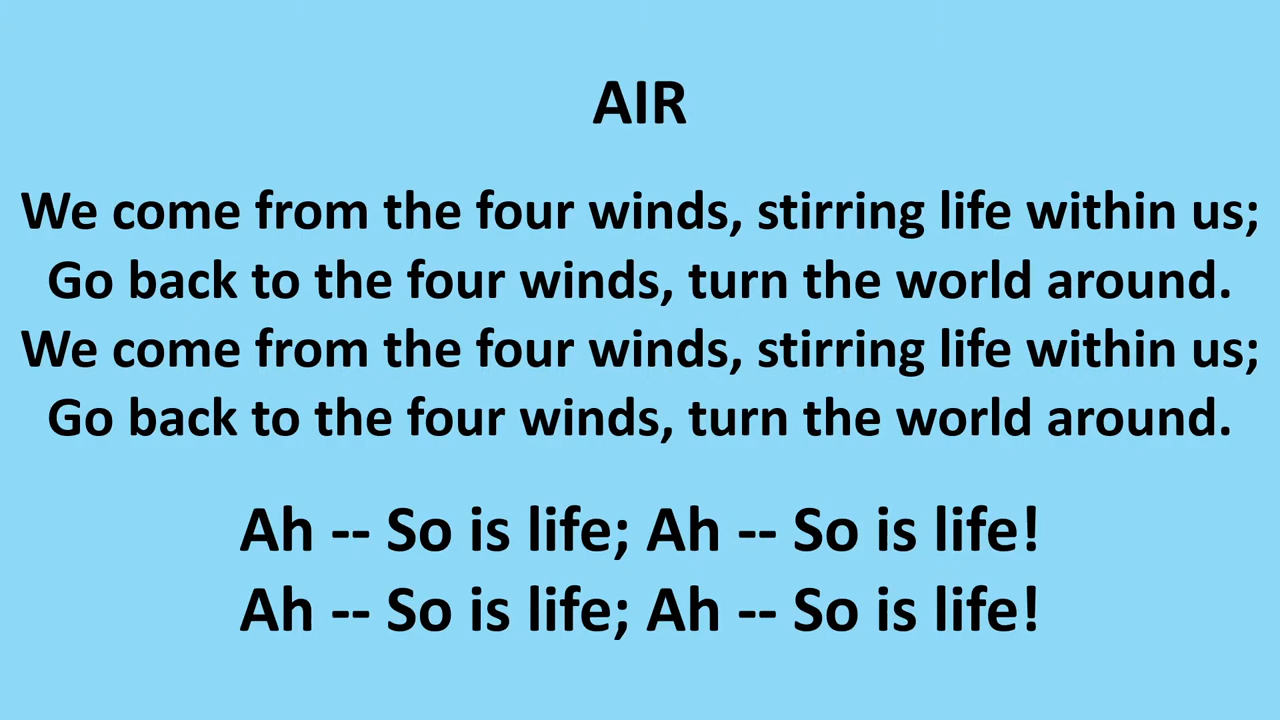 AIR
We come from the four winds, stirring life within us;
Go back to the four winds, turn the world around.
We come from the four winds, stirring life within us;
Go back to the four winds, turn the world around.
Ah -- So is life; Ah -- So is life!
Ah -- So is life; Ah -- So is life!